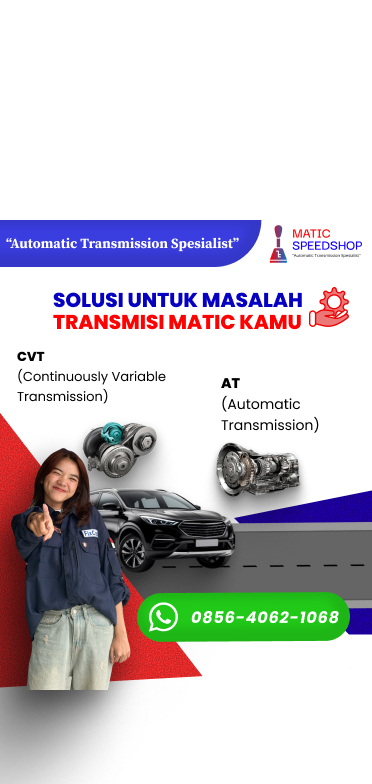 “Automatic Transmission Spesialist”
MATIC
SPEEDSHOP
"Automatic Transmission Spesialist"
SOLUSI UNTUK MASALAH
TRANSMISI MATIC KAMU
CVT
(Continuously Variable
Transmission)
AT
(Automatic
Transmission)
0856-4062-1068